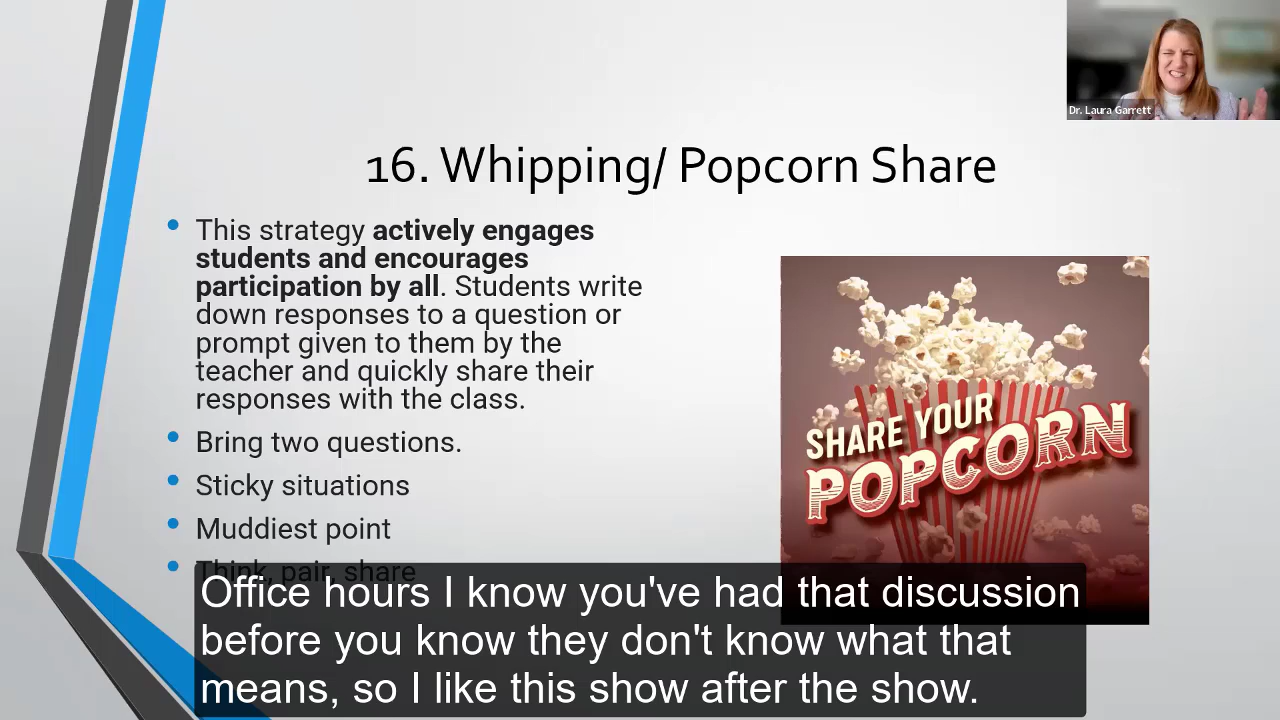 Dr. Laura Garrett
16. Whipping/ Popcorn Share
This strategy actively engages
students and encourages
participation by all. Students write
down responses to a question or
prompt given to them by the
teacher and quickly share their
responses with the class.
Bring two questions.
Sticky situations
Muddiest point
Think, pair, share
SHARE YOUR
POPCORN
Office hours I know you've had that discussion
before you know they don't know what that
means, so I like this show after the show.